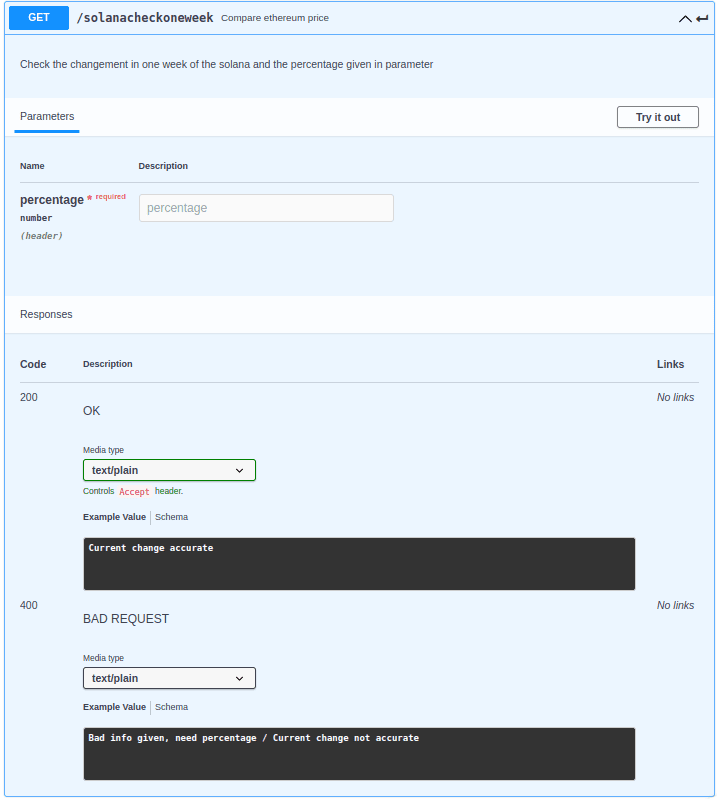 GET /solanacheckoneweek Compare ethereum price
Check the changement in one week of the solana and the percentage given in parameter
Parameters Try it out
Name Description
percentage * required percentage
number
(header)
Responses
Code Description Links
200 No links
OK
Media type
text/plain
Controls Accept header.
Example Value Schema
Current change accurate
400 No links
BAD REQUEST
Media type
text/plain
Example Value Schema
Bad info given, need percentage / Current change not accurate